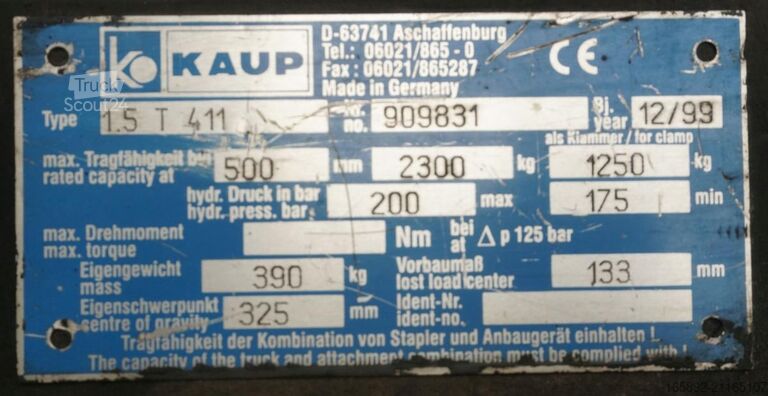 D-63741 Aschaffenburg
Tel.: 06021/865 - 0
KAUP
Fax : 06021/865287
Made in Germany
CE
Truck
Scout24
Type 1.5 T 411 no. 909831 Bj. year 12/99
als Klammer / for clamp
max. Tragfähigkeit bei 500 mm 2300 kg 1250 kg
rated capacity at
hydr. Druck in bar 200 max 175 min
hydr. press. bar
max. Drehmoment Nm bei Δ p 125 bar
max. torque at
Eigengewicht 390 kg Vorbaumaß 133 mm
mass lost load center
Eigenschwerpunkt 325 mm Ident-Nr.
centre of gravity ident-no.
Tragfähigkeit der Kombination von Stapler und Anbaugerät einhalten !
The capacity of the truck and attachment combination must be complied with !